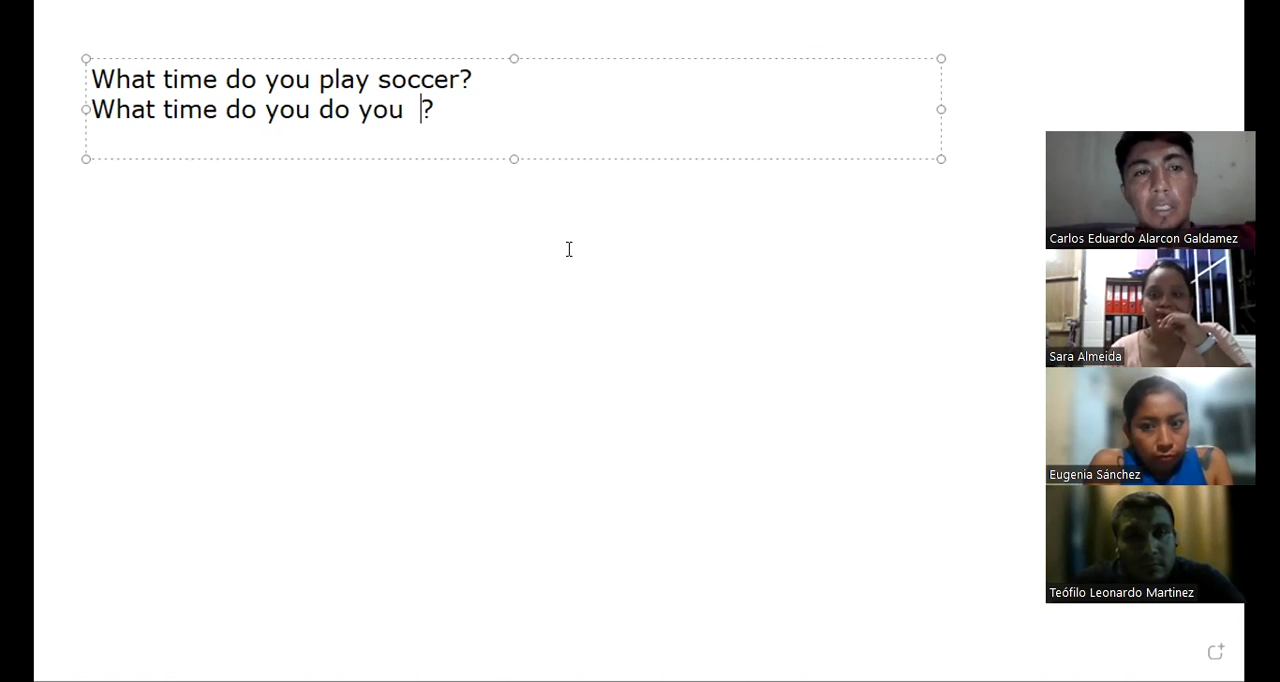 What time do you play soccer?
What time do you do you ?
Carlos Eduardo Alarcon Galdamez
Sara Almeida
Eugenia Sánchez
Teófilo Leonardo Martinez